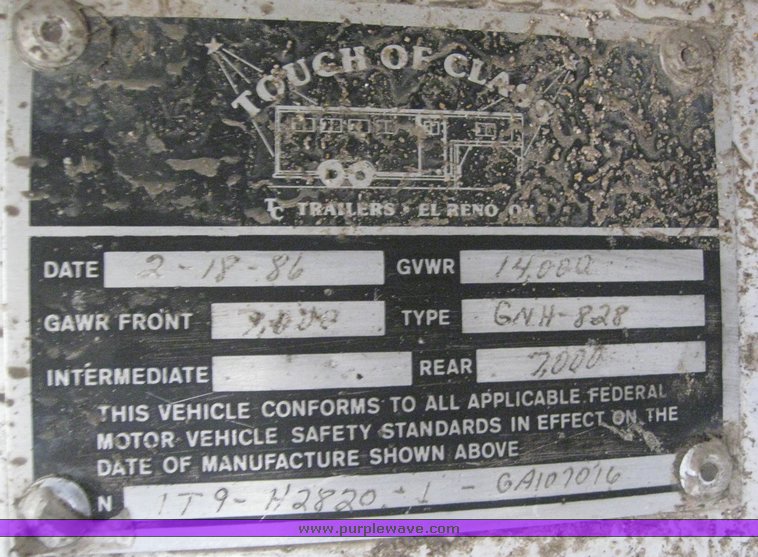 TOUCH OF CLASS
TC TRAILERS • EL RENO OK
DATE 2-18-86 GVWR 14,000
GAWR FRONT 7,000 TYPE GNH-828
INTERMEDIATE REAR 7,000
THIS VEHICLE CONFORMS TO ALL APPLICABLE FEDERAL
MOTOR VEHICLE SAFETY STANDARDS IN EFFECT ON THE
DATE OF MANUFACTURE SHOWN ABOVE
N 1T9-H2820-1-GA107016
www.purplewave.com